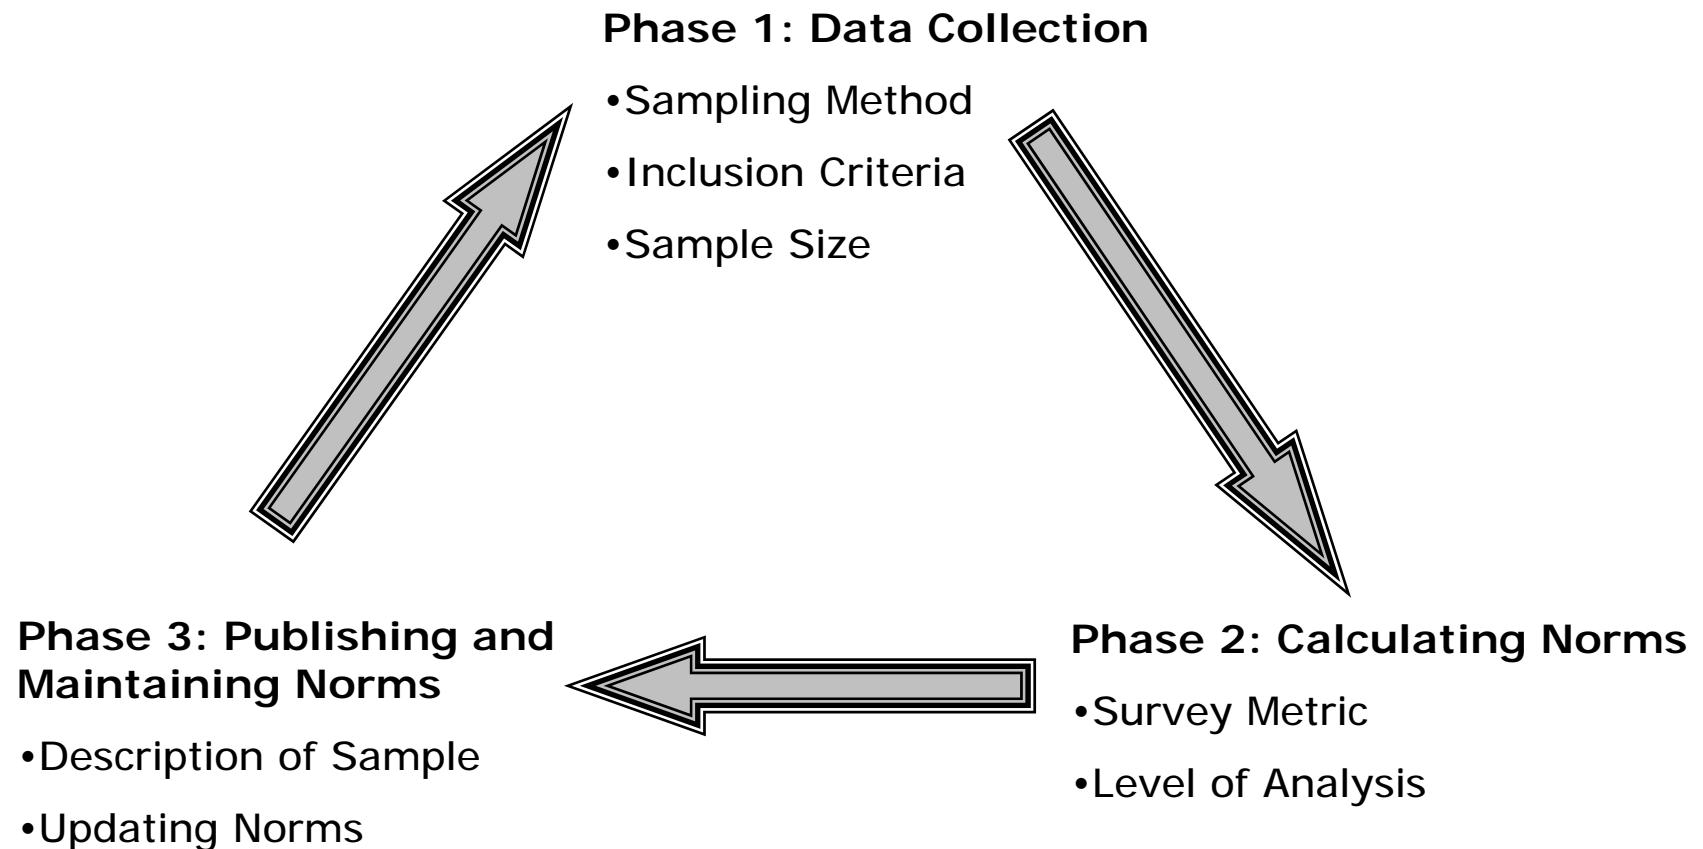 Phase 1: Data Collection
•Sampling Method
•Inclusion Criteria
•Sample Size
Phase 2: Calculating Norms
•Survey Metric
•Level of Analysis
Phase 3: Publishing and
Maintaining Norms
•Description of Sample
•Updating Norms